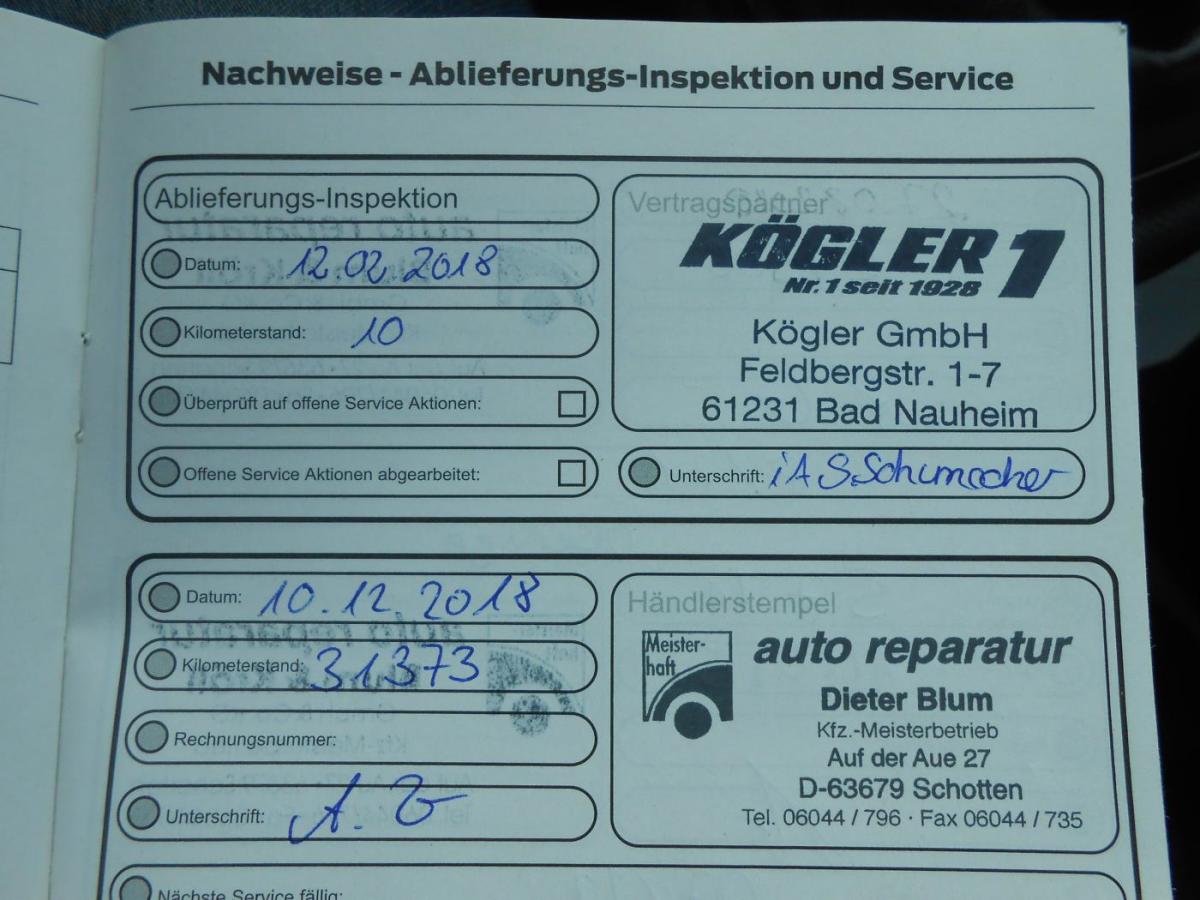 Nachweise - Ablieferungs-Inspektion und Service
Ablieferungs-Inspektion
Datum: 12.02.2018
Kilometerstand: 10
Überprüft auf offene Service Aktionen:
Offene Service Aktionen abgearbeitet:
Vertragspartner
KÖGLER 1
Nr. 1 seit 1928
Kögler GmbH
Feldbergstr. 1-7
61231 Bad Nauheim
Unterschrift: iA S.Schumacher
Datum: 10.12.2018
Kilometerstand: 31373
Rechnungsnummer:
Unterschrift:
Händlerstempel
Meister-
haft
auto reparatur
Dieter Blum
Kfz.-Meisterbetrieb
Auf der Aue 27
D-63679 Schotten
Tel. 06044 / 796 · Fax 06044 / 735
Nächste Service fällig: